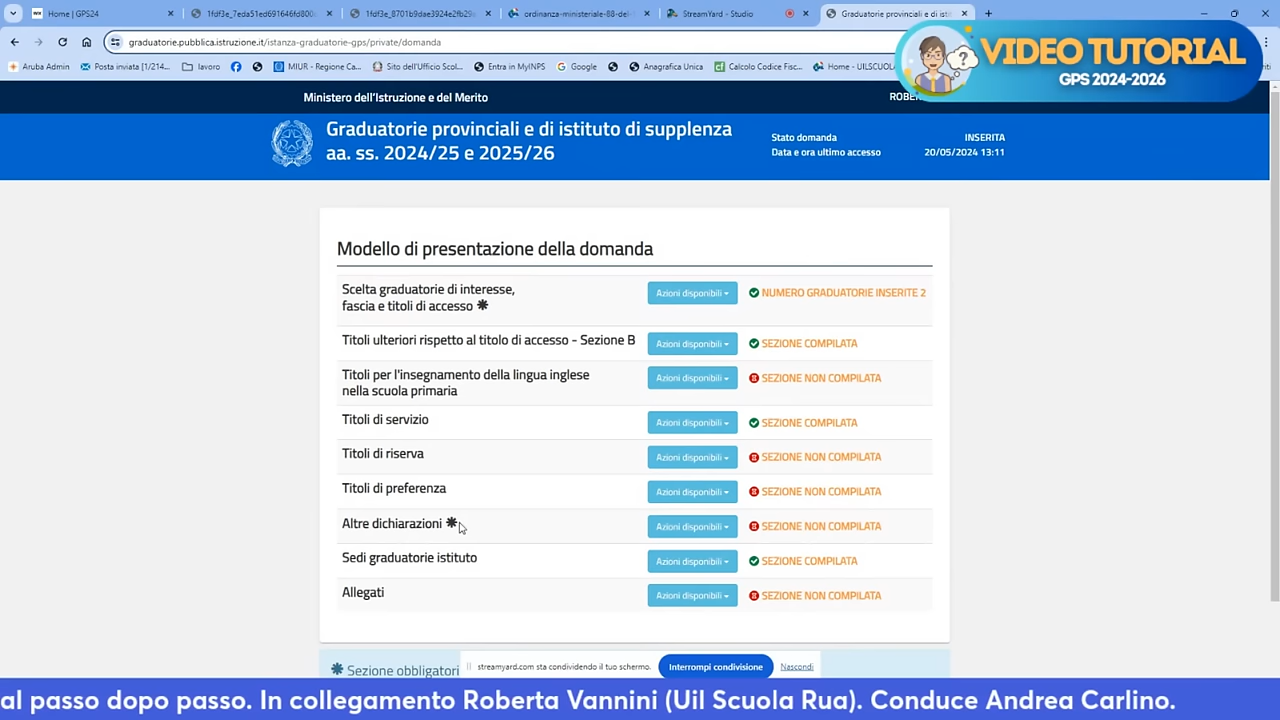 Home | GPS24
1fdf3e_7eda51ed691646fd800
1fdf3e_8701b9dae3924e2fb29
ordinanza-ministeriale-88-del-
StreamYard - Studio
Graduatorie provinciali e di isti
graduatorie.pubblica.istruzione.it/istanza-graduatorie-gps/private/domanda
Aruba Admin
Posta inviata [1/214...
lavoro
MIUR - Regione Ca...
Sito dell'Ufficio Scol...
Entra in MyINPS
Google
Anagrafica Unica
Calcolo Codice Fisc...
Home - UILSCUOL
VIDEO TUTORIAL
GPS 2024-2026
Ministero dell'Istruzione e del Merito
Graduatorie provinciali e di istituto di supplenza
aa. ss. 2024/25 e 2025/26
Stato domanda INSERITA
Data e ora ultimo accesso 20/05/2024 13:11
Modello di presentazione della domanda
Scelta graduatorie di interesse,
fascia e titoli di accesso ✱
Azioni disponibili
NUMERO GRADUATORIE INSERITE 2
Titoli ulteriori rispetto al titolo di accesso - Sezione B
Azioni disponibili
SEZIONE COMPILATA
Titoli per l'insegnamento della lingua inglese
nella scuola primaria
Azioni disponibili
SEZIONE NON COMPILATA
Titoli di servizio
Azioni disponibili
SEZIONE COMPILATA
Titoli di riserva
Azioni disponibili
SEZIONE NON COMPILATA
Titoli di preferenza
Azioni disponibili
SEZIONE NON COMPILATA
Altre dichiarazioni ✱
Azioni disponibili
SEZIONE NON COMPILATA
Sedi graduatorie istituto
Azioni disponibili
SEZIONE COMPILATA
Allegati
Azioni disponibili
SEZIONE NON COMPILATA
✱ Sezione obbligatori
streamyard.com sta condividendo il tuo schermo.
Interrompi condivisione
Nascondi
al passo dopo passo. In collegamento Roberta Vannini (Uil Scuola Rua). Conduce Andrea Carlino.